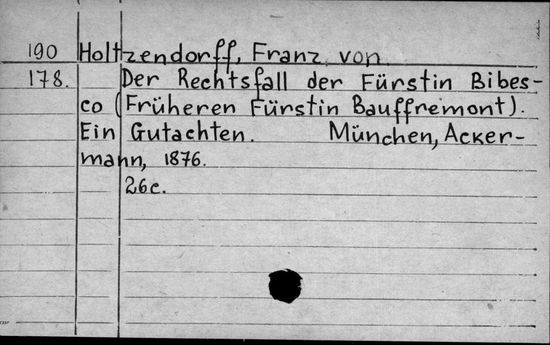 190 Holtzendorff, Franz von
178. Der Rechtsfall der Fürstin Bibes-
co (Früheren Fürstin Bauffremont).
Ein Gutachten. München, Acker-
mann, 1876.
26c.